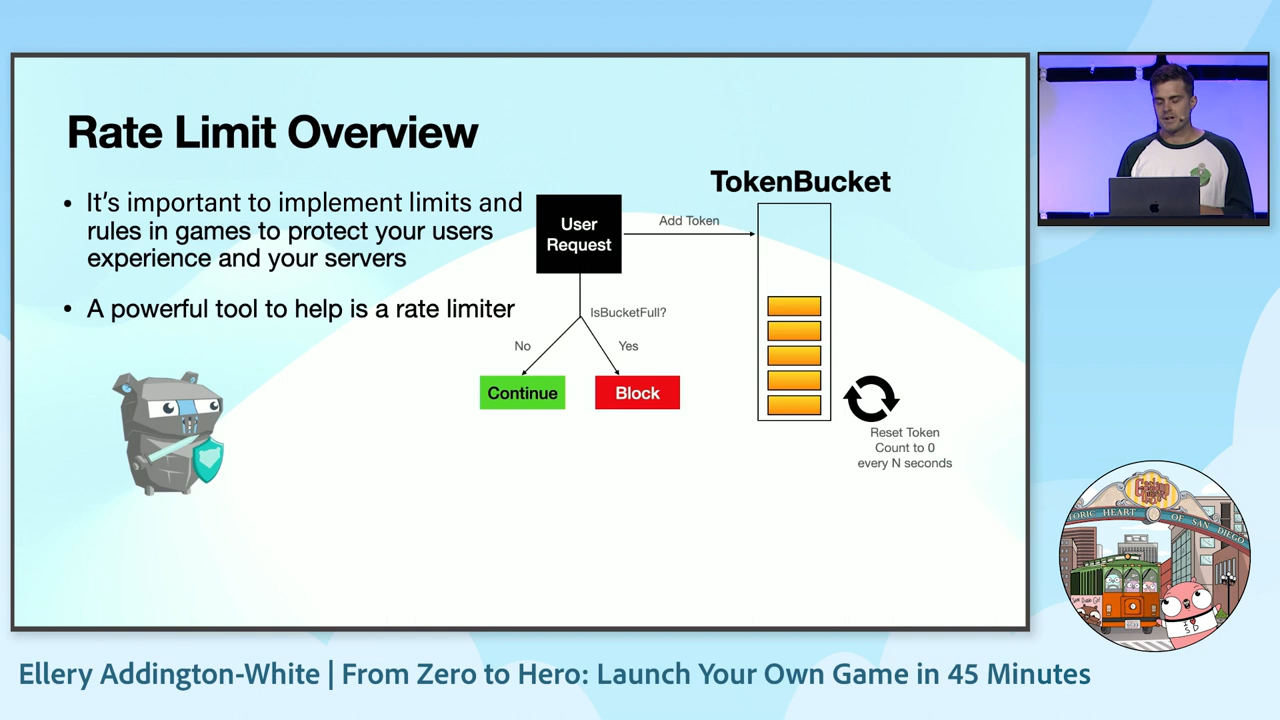 Rate Limit Overview
• It's important to implement limits and
rules in games to protect your users
experience and your servers
• A powerful tool to help is a rate limiter
TokenBucket
User
Request
Add Token
IsBucketFull?
No
Yes
Continue
Block
Reset Token
Count to 0
every N seconds
HEART OF SAN DIEGO
Ellery Addington-White | From Zero to Hero: Launch Your Own Game in 45 Minutes